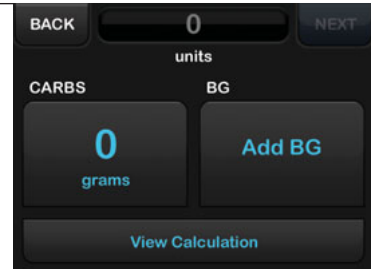 BACK 0 NEXT
units
CARBS BG
0 Add BG
grams
View Calculation